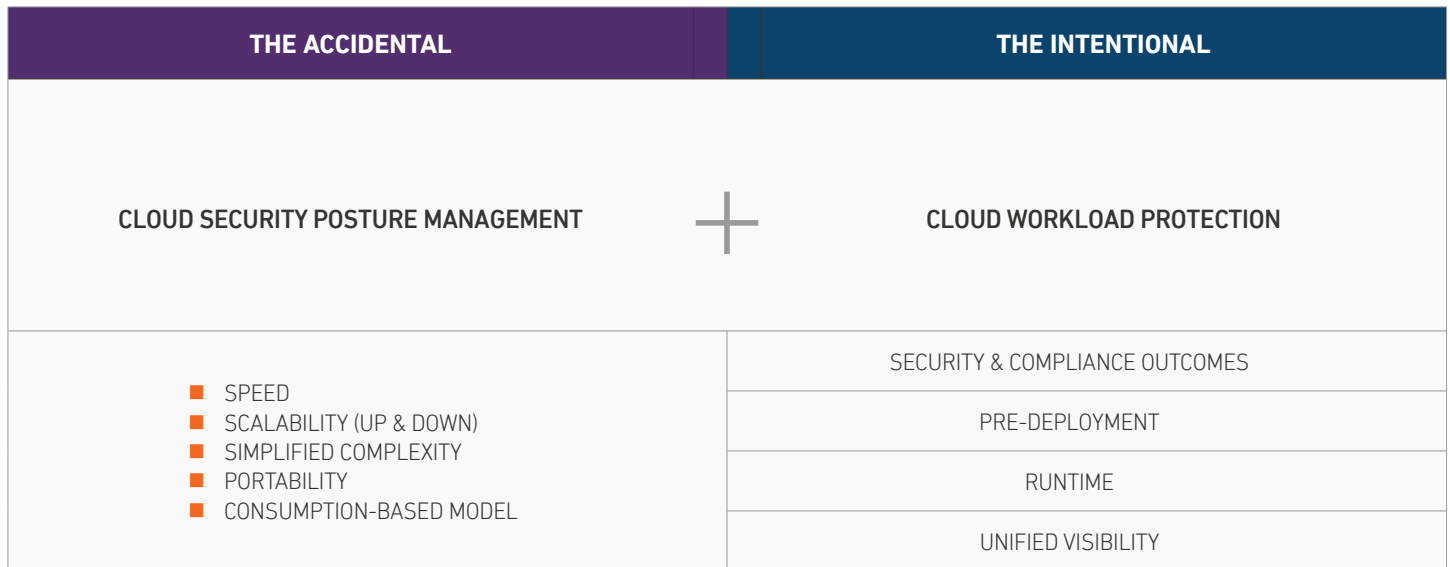 THE ACCIDENTAL
THE INTENTIONAL
CLOUD SECURITY POSTURE MANAGEMENT
+
CLOUD WORKLOAD PROTECTION
SPEED
SCALABILITY (UP & DOWN)
SIMPLIFIED COMPLEXITY
PORTABILITY
CONSUMPTION-BASED MODEL
SECURITY & COMPLIANCE OUTCOMES
PRE-DEPLOYMENT
RUNTIME
UNIFIED VISIBILITY